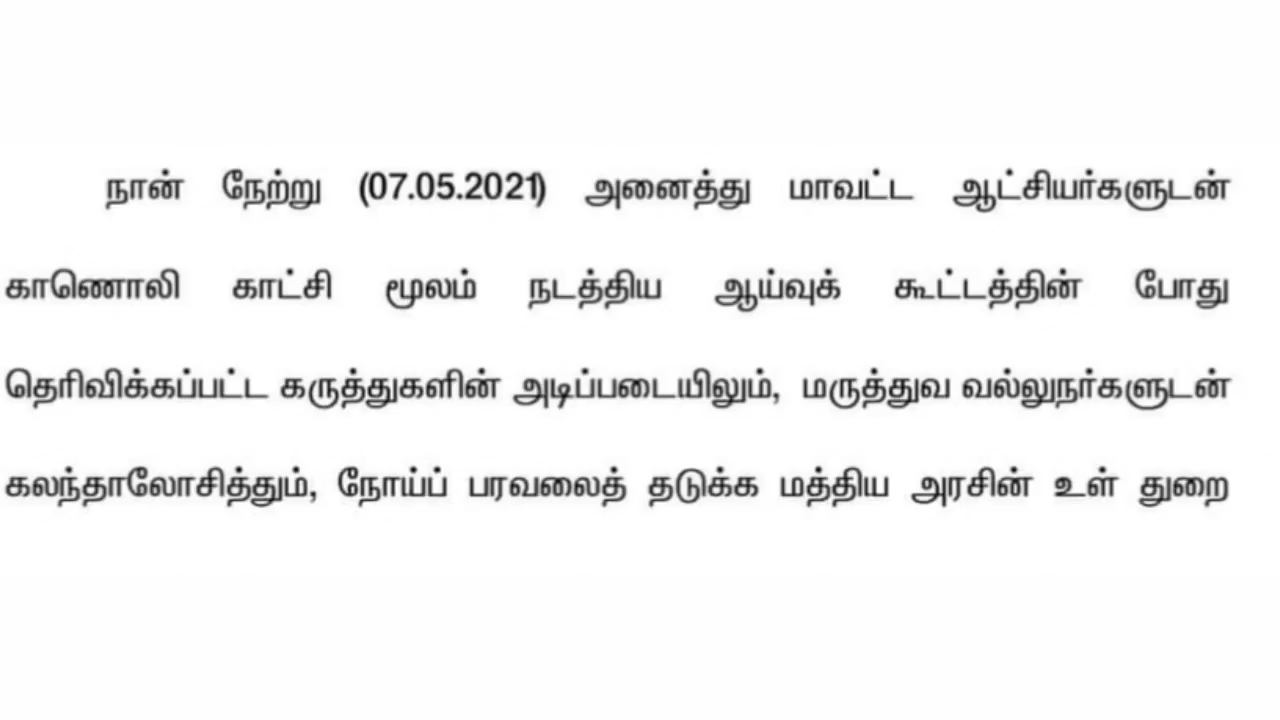 நான் நேற்று (07.05.2021) அனைத்து மாவட்ட ஆட்சியர்களுடன்
காணொலி காட்சி மூலம் நடத்திய ஆய்வுக் கூட்டத்தின் போது
தெரிவிக்கப்பட்ட கருத்துகளின் அடிப்படையிலும், மருத்துவ வல்லுநர்களுடன்
கலந்தாலோசித்தும், நோய்ப் பரவலைத் தடுக்க மத்திய அரசின் உள் துறை